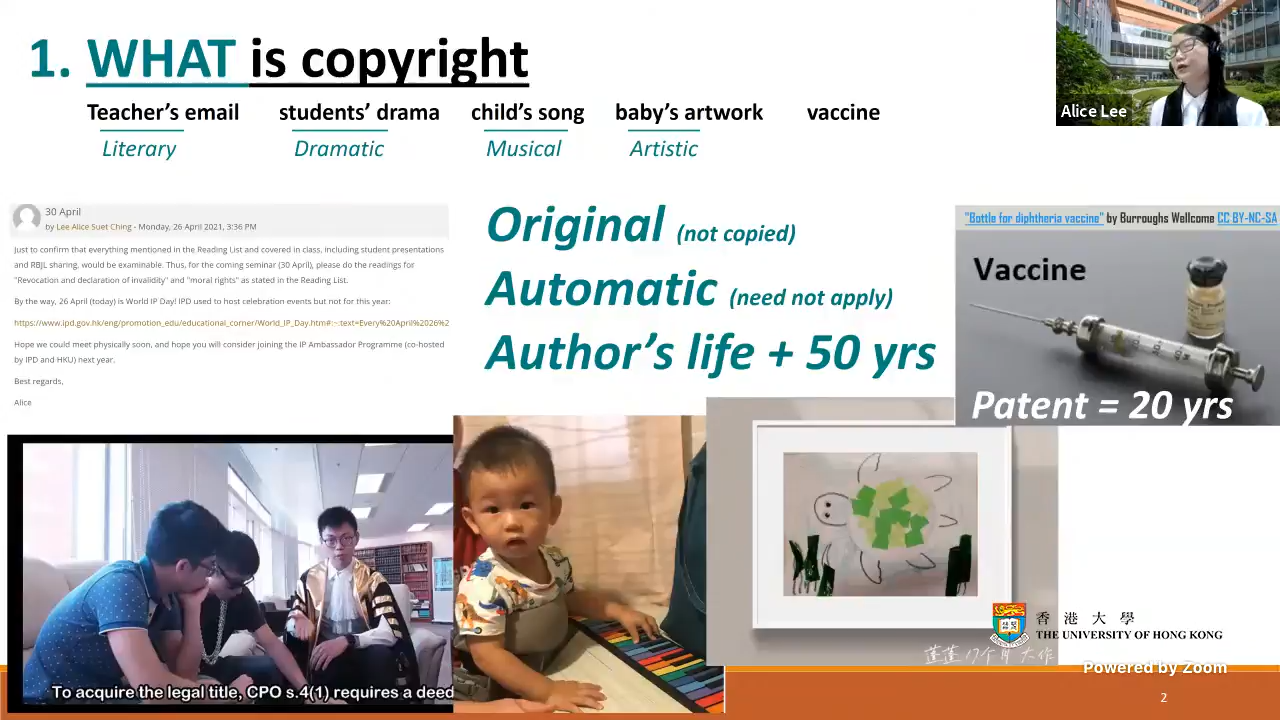 1. WHAT is copyright
Alice Lee
Teacher's email students' drama child's song baby's artwork vaccine
Literary Dramatic Musical Artistic
30 April
by Lee Alice Suet Ching - Monday, 26 April 2021, 3:36 PM
Just to confirm that everything mentioned in the Reading List and covered in class, including student presentations
and RBJL sharing, would be examinable. Thus, for the coming seminar (30 April), please do the readings for
"Revocation and declaration of invalidity" and "moral rights" as stated in the Reading List.
By the way, 26 April (today) is World IP Day! IPD used to host celebration events but not for this year:
https://www.ipd.gov.hk/eng/promotion_edu/educational_corner/World_IP_Day.htm#:~:text=Every%20April%2026%2
Hope we could meet physically soon, and hope you will consider joining the IP Ambassador Programme (co-hosted
by IPD and HKU) next year.
Best regards,
Alice
Original (not copied)
Automatic (need not apply)
Author's life + 50 yrs
"Bottle for diphtheria vaccine" by Burroughs Wellcome CC BY-NC-SA
Vaccine
Patent = 20 yrs
To acquire the legal title, CPO s.4(1) requires a deed
17个月大作
香港大學
THE UNIVERSITY OF HONG KONG
Powered by Zoom
2